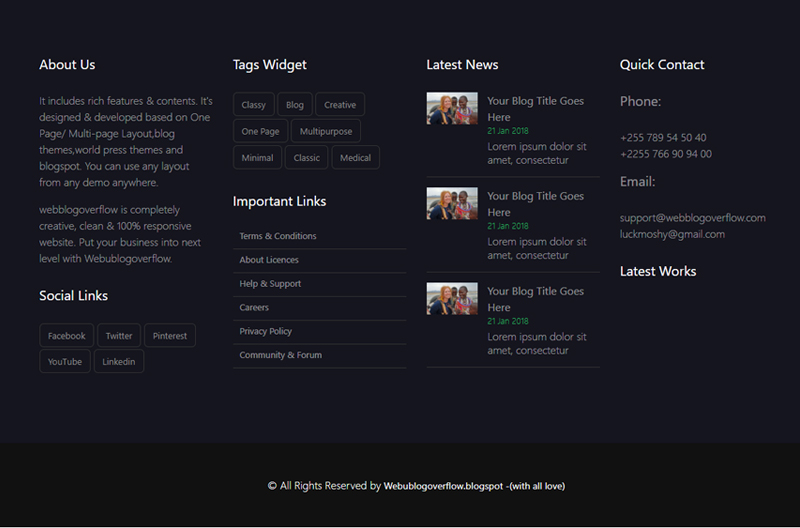 About Us
It includes rich features & contents. It's
designed & developed based on One
Page/ Multi-page Layout,blog
themes,world press themes and
blogspot. You can use any layout
from any demo anywhere.
webblogoverflow is completely
creative, clean & 100% responsive
website. Put your business into next
level with Webublogoverflow.
Social Links
Facebook Twitter Pinterest
YouTube Linkedin
Tags Widget
Classy Blog Creative
One Page Multipurpose
Minimal Classic Medical
Important Links
Terms & Conditions
About Licences
Help & Support
Careers
Privacy Policy
Community & Forum
Latest News
Your Blog Title Goes
Here
21 Jan 2018
Lorem ipsum dolor sit
amet, consectetur
Your Blog Title Goes
Here
21 Jan 2018
Lorem ipsum dolor sit
amet, consectetur
Your Blog Title Goes
Here
21 Jan 2018
Lorem ipsum dolor sit
amet, consectetur
Quick Contact
Phone:
+255 789 54 50 40
+2255 766 90 94 00
Email:
support@webblogoverflow.com
luckmoshy@gmail.com
Latest Works
© All Rights Reserved by Webublogoverflow.blogspot -(with all love)